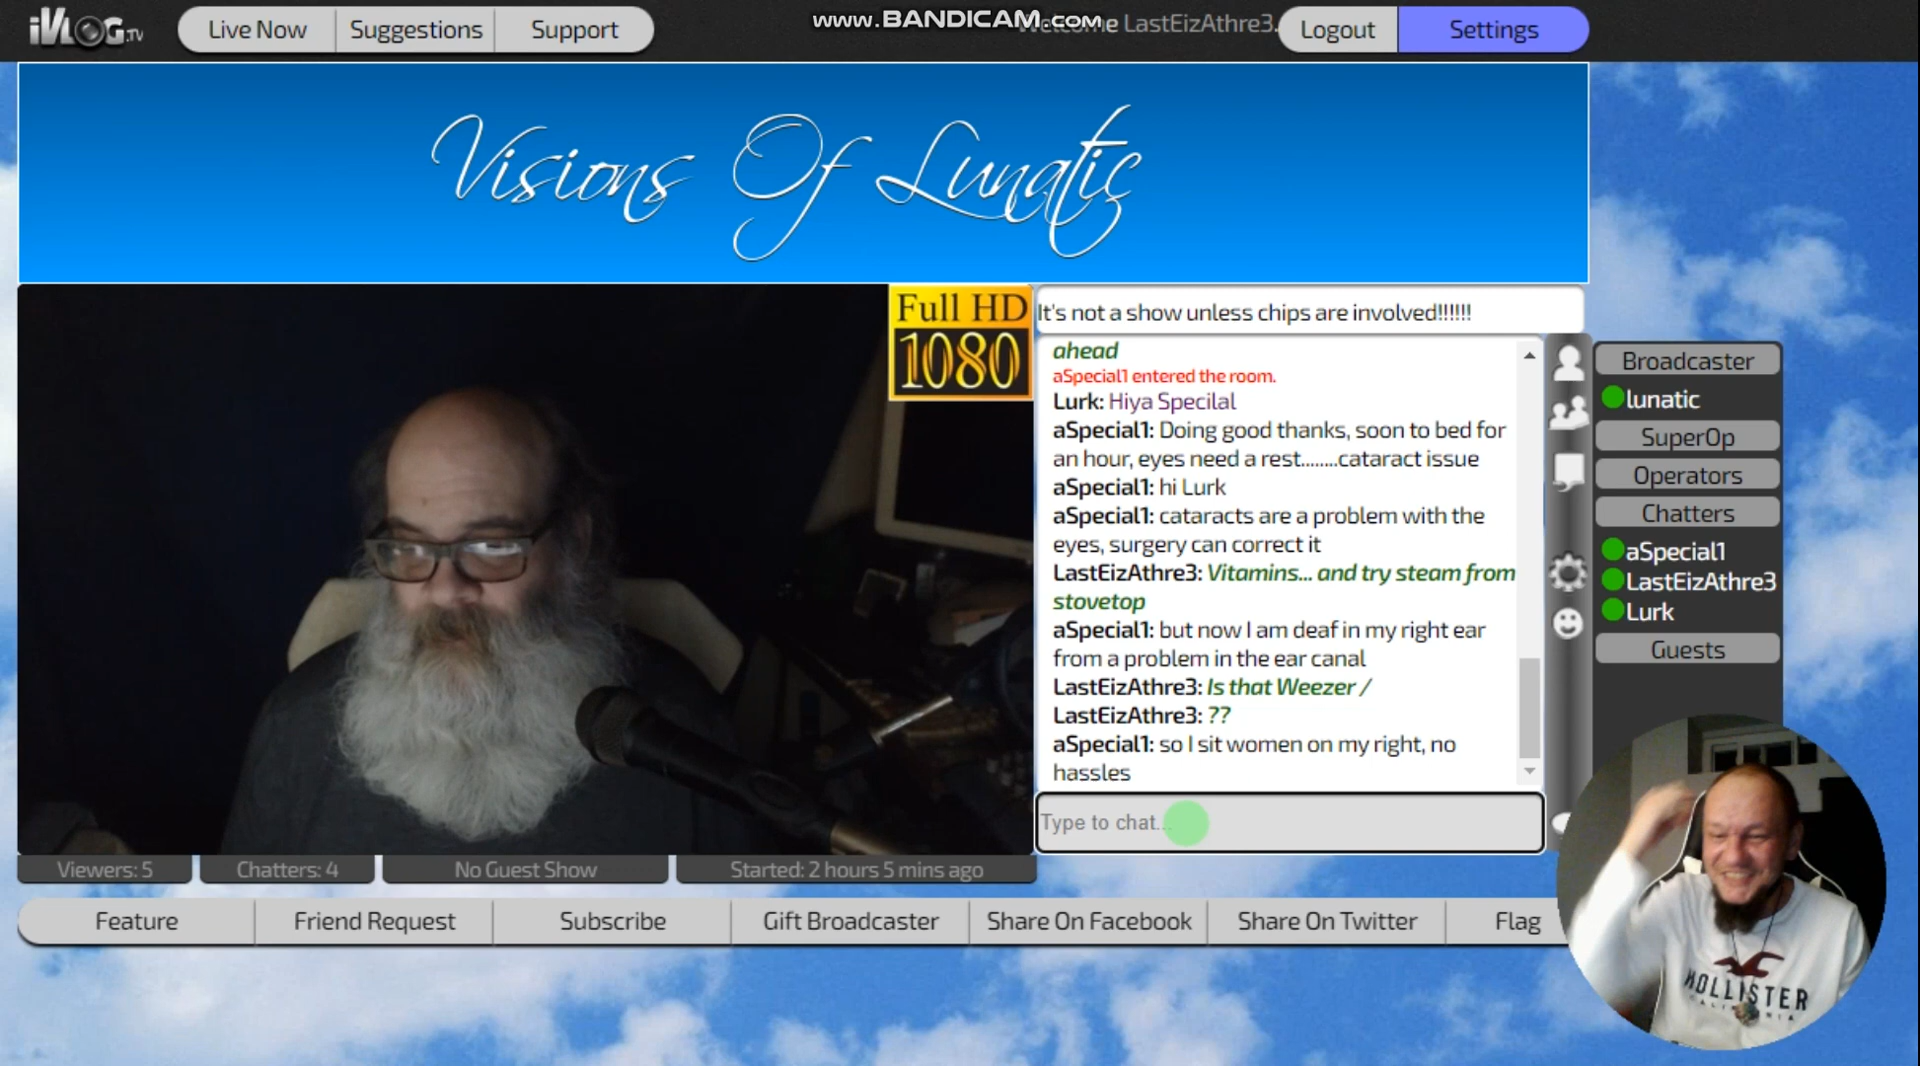 iVLOG.TV
Live Now
Suggestions
Support
www.BANDICAM.com
Welcome LastEizAthre3.
Logout
Settings
Visions Of Lunatic
Full HD
1080
It's not a show unless chips are involved!!!!!!
ahead
aSpecial1 entered the room.
Lurk: Hiya Specilal
aSpecial1: Doing good thanks, soon to bed for
an hour, eyes need a rest........cataract issue
aSpecial1: hi Lurk
aSpecial1: cataracts are a problem with the
eyes, surgery can correct it
LastEizAthre3: Vitamins... and try steam from
stovetop
aSpecial1: but now I am deaf in my right ear
from a problem in the ear canal
LastEizAthre3: Is that Weezer /
LastEizAthre3: ??
aSpecial1: so I sit women on my right, no
hassles
Type to chat...
Broadcaster
lunatic
SuperOp
Operators
Chatters
aSpecial1
LastEizAthre3
Lurk
Guests
Viewers: 5
Chatters: 4
No Guest Show
Started: 2 hours 5 mins ago
Feature
Friend Request
Subscribe
Gift Broadcaster
Share On Facebook
Share On Twitter
Flag
HOLLISTER